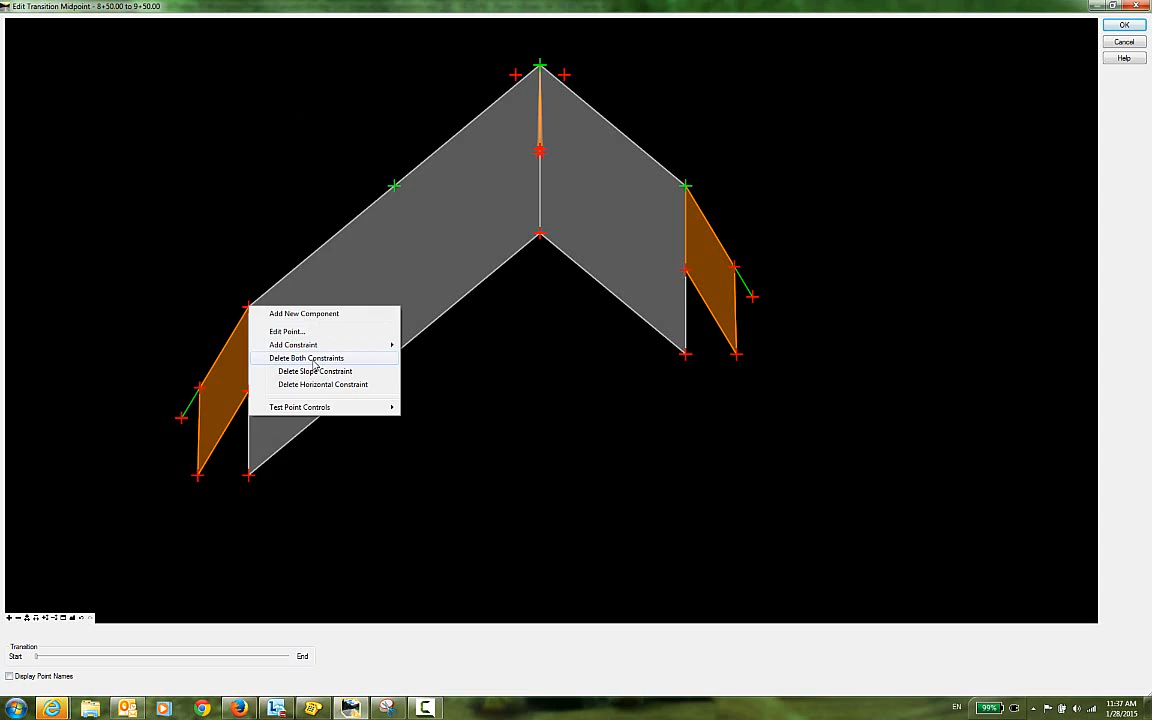 Edit Transition Midpoint - 8+50.00 to 9+50.00
OK
Cancel
Help
Add New Component
Edit Point...
Add Constraint
Delete Both Constraints
Delete Slope Constraint
Delete Horizontal Constraint
Test Point Controls
Transition
Start
End
Display Point Names
EN
99%
11:37 AM
1/28/2015